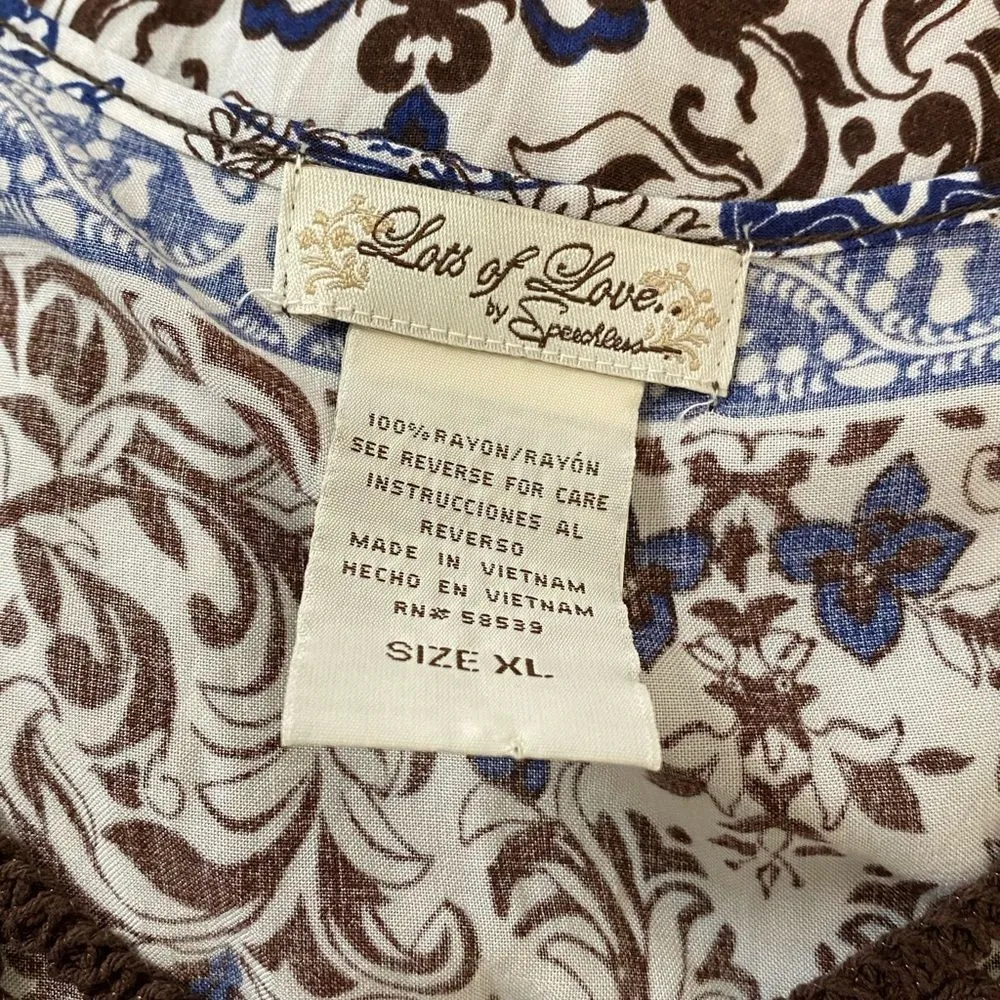 Lots of Love..
by Speechless
100% RAYON/RAYÓN
SEE REVERSE FOR CARE
INSTRUCCIONES AL
REVERSO
MADE IN VIETNAM
HECHO EN VIETNAM
RN# 58539
SIZE XL